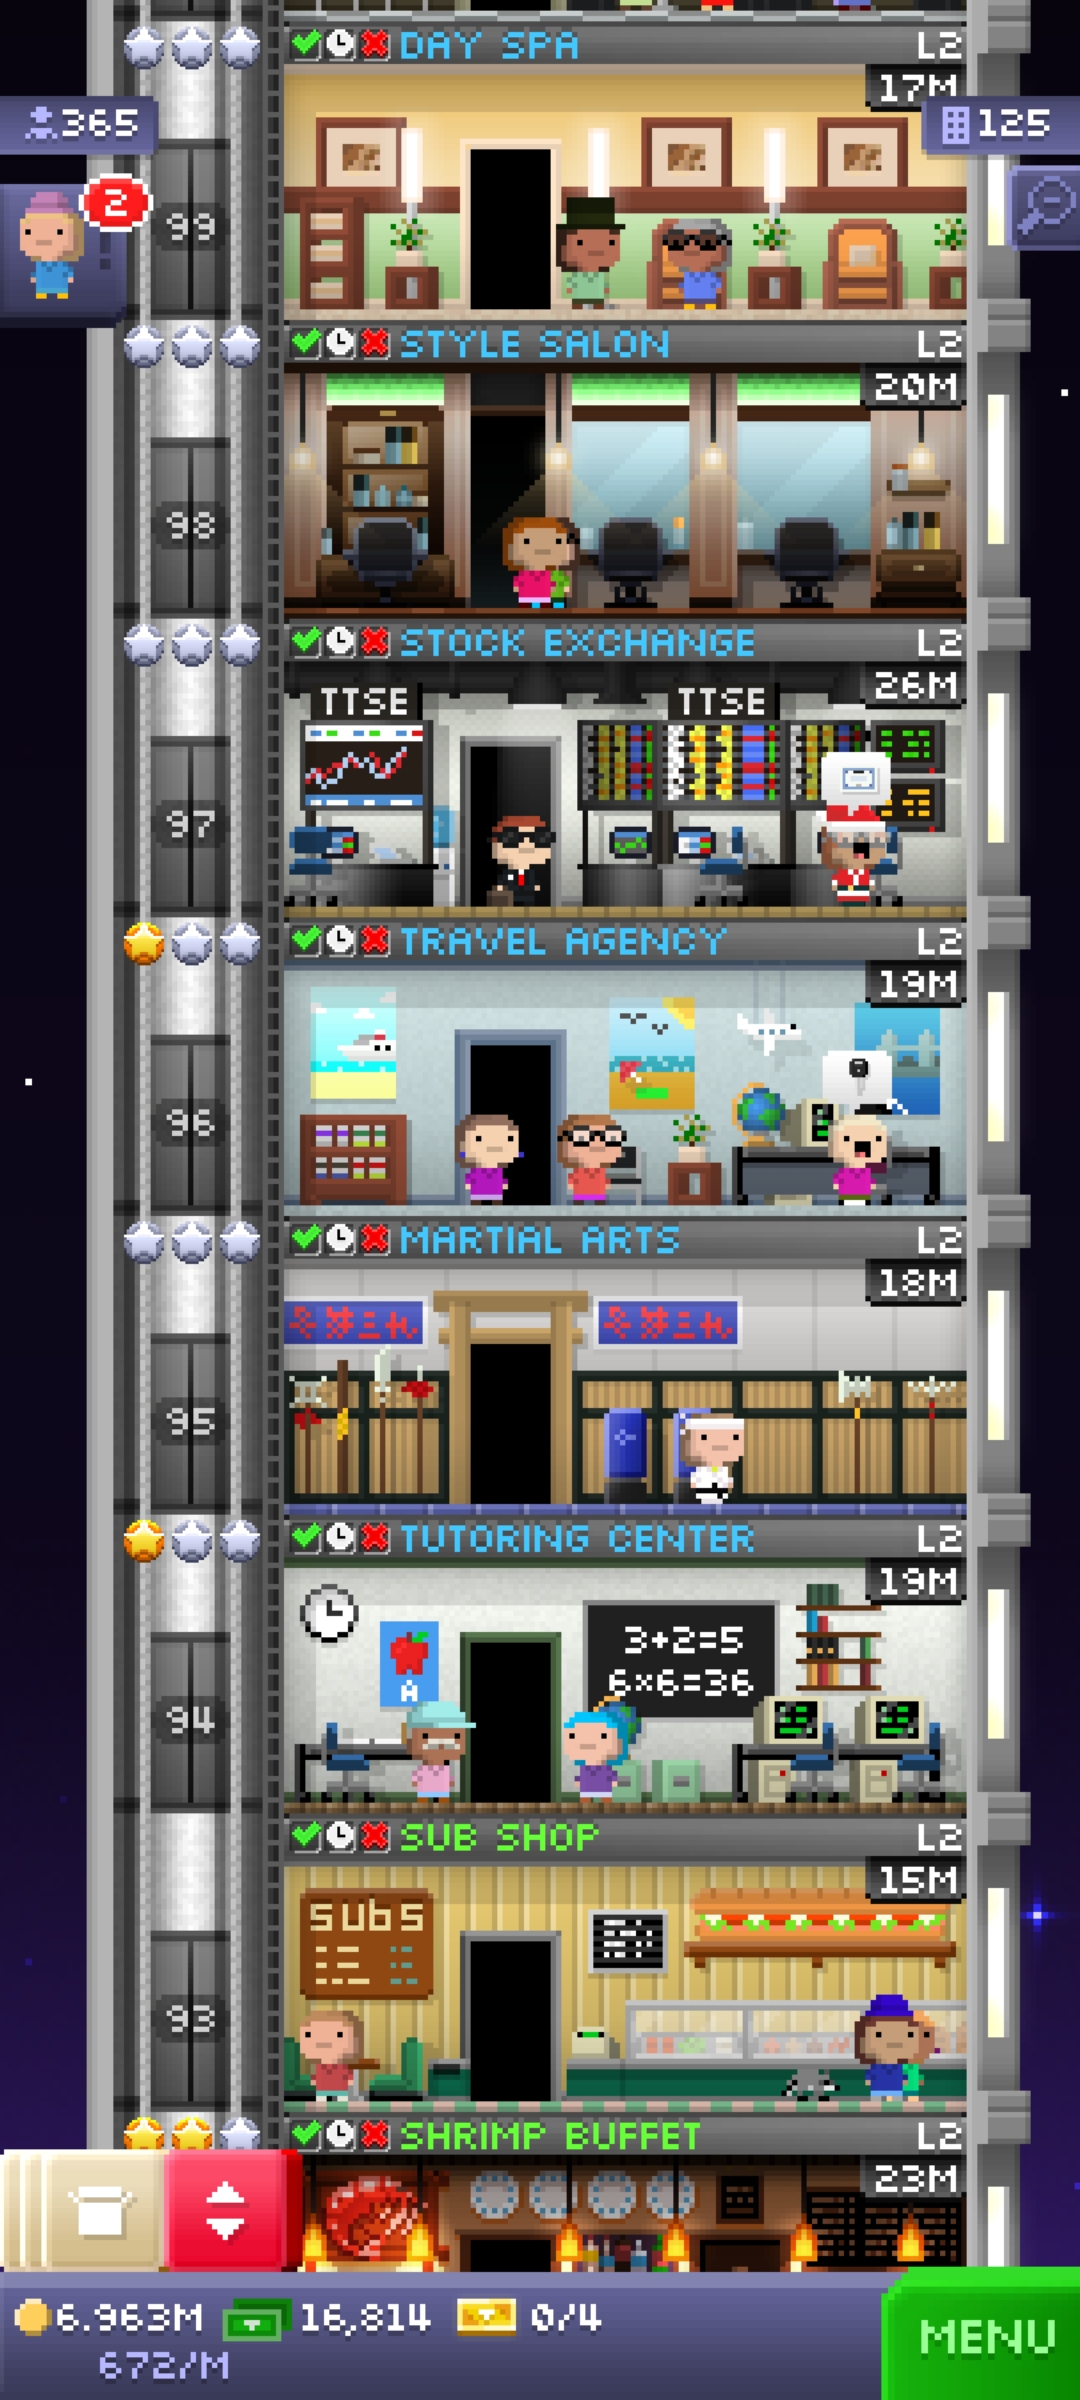 DAY SPA L2
17M
365
125
2
99
STYLE SALON L2
20M
98
STOCK EXCHANGE L2
26M
TTSE TTSE
97
TRAVEL AGENCY L2
19M
96
MARTIAL ARTS L2
18M
95
TUTORING CENTER L2
19M
3+2=5
6×6=36
A
94
SUB SHOP L2
15M
subs
93
SHRIMP BUFFET L2
23M
6.963M 16,814 0/4
672/M
MENU